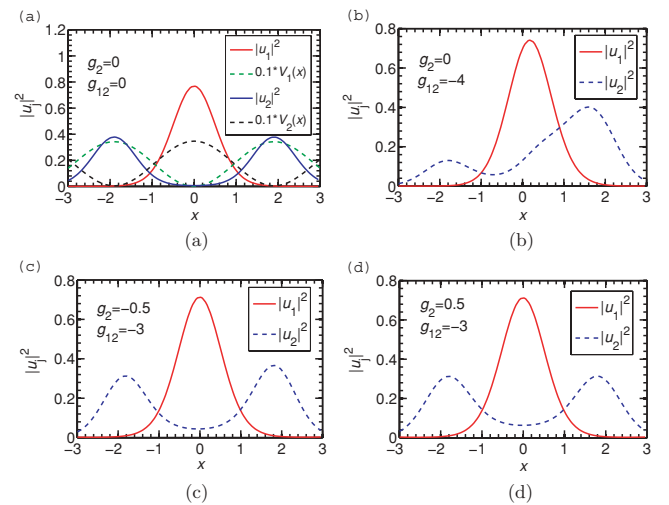 (a)
1.2
1
0.8
0.6
0.4
0.2
0
|u_j|^2
g_2=0
g_12=0
|u_1|^2
0.1*V_1(x)
|u_2|^2
0.1*V_2(x)
−3 −2 −1 0 1 2 3
x
(a)
(b)
0.8
0.6
0.4
0.2
0
|u_j|^2
g_2=0
g_12=−4
|u_1|^2
|u_2|^2
−3 −2 −1 0 1 2 3
x
(b)
(c)
0.8
0.6
0.4
0.2
0
|u_j|^2
g_2=−0.5
g_12=−3
|u_1|^2
|u_2|^2
−3 −2 −1 0 1 2 3
x
(c)
(d)
0.8
0.6
0.4
0.2
0
|u_j|^2
g_2=0.5
g_12=−3
|u_1|^2
|u_2|^2
−3 −2 −1 0 1 2 3
x
(d)